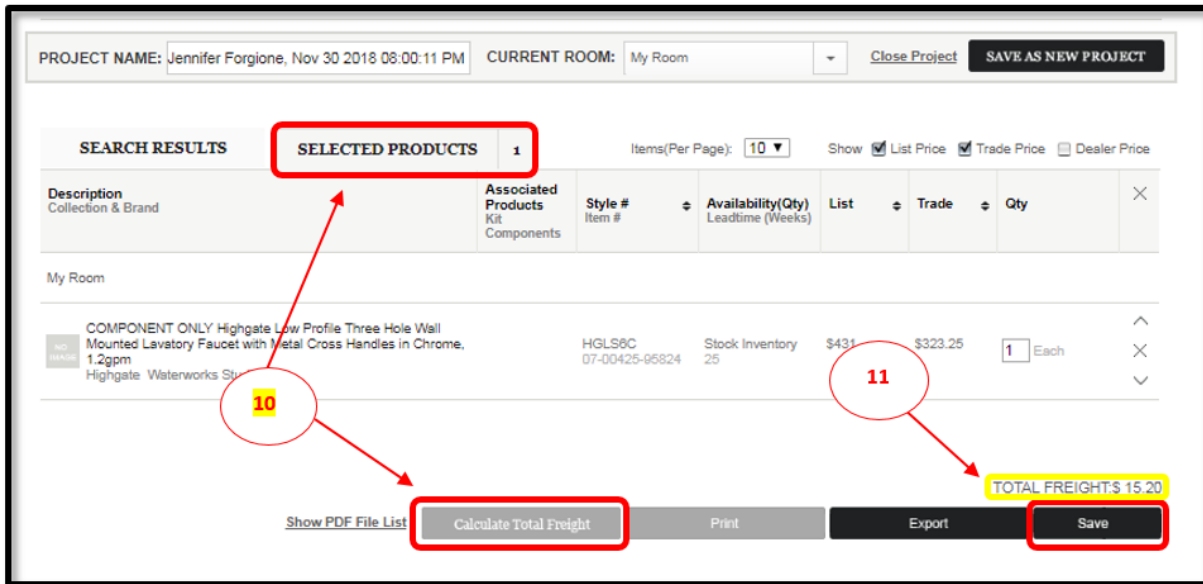 PROJECT NAME: Jennifer Forgione, Nov 30 2018 08:00:11 PM CURRENT ROOM: My Room Close Project SAVE AS NEW PROJECT
SEARCH RESULTS SELECTED PRODUCTS 1 Items(Per Page): 10 Show List Price Trade Price Dealer Price
Description
Collection & Brand
Associated
Products
Kit
Components
Style #
Item #
Availability(Qty)
Leadtime (Weeks)
List
Trade
Qty
My Room
NO
IMAGE
COMPONENT ONLY Highgate Low Profile Three Hole Wall
Mounted Lavatory Faucet with Metal Cross Handles in Chrome,
1.2gpm
Highgate Waterworks
HGLS6C
07-00425-95824
Stock Inventory
25
$431
$323.25
1 Each
10
11
TOTAL FREIGHT:$ 15.20
Show PDF File List Calculate Total Freight Print Export Save